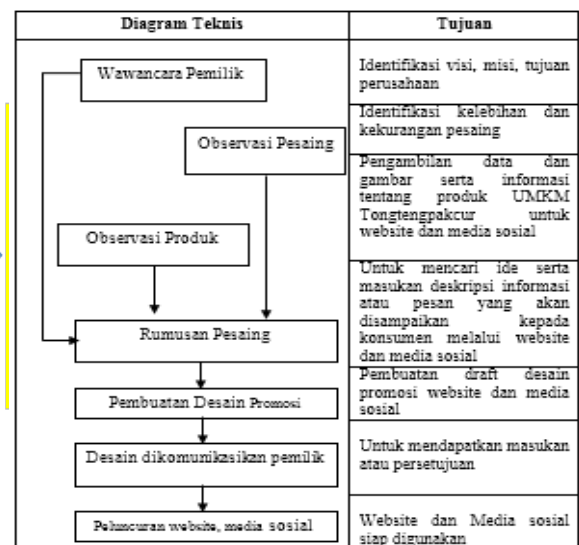 Diagram Teknis
Tujuan
Wawancara Pemilik
Identifikasi visi, misi, tujuan
perusahaan
Observasi Pesaing
Identifikasi kelebihan dan
kekurangan pesaing
Observasi Produk
Pengambilan data dan
gambar serta informasi
tentang produk UMKM
Tongtengpakcur untuk
website dan media sosial
Rumusan Pesaing
Untuk mencari ide serta
masukan deskripsi informasi
atau pesan yang akan
disampaikan kepada
konsumen melalui website
dan media sosial
Pembuatan Desain Promosi
Pembuatan draft desain
promosi website dan media
sosial
Desain dikomunikasikan pemilik
Untuk mendapatkan masukan
atau persetujuan
Peluncuran website, media sosial
Website dan Media sosial
siap digunakan